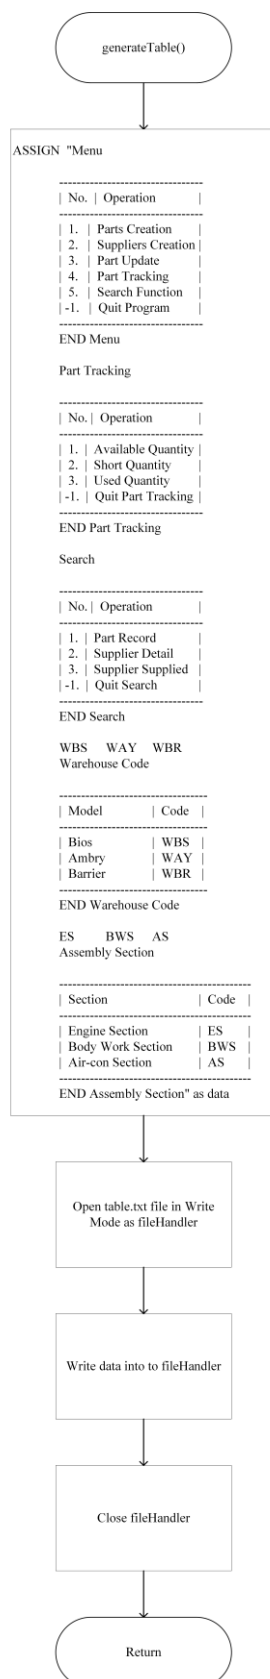 generateTable()
ASSIGN "Menu
---------------------------------
| No. | Operation |
---------------------------------
| 1. | Parts Creation |
| 2. | Suppliers Creation |
| 3. | Part Update |
| 4. | Part Tracking |
| 5. | Search Function |
|-1. | Quit Program |
---------------------------------
END Menu
Part Tracking
---------------------------------
| No. | Operation |
---------------------------------
| 1. | Available Quantity |
| 2. | Short Quantity |
| 3. | Used Quantity |
|-1. | Quit Part Tracking |
---------------------------------
END Part Tracking
Search
---------------------------------
| No. | Operation |
---------------------------------
| 1. | Part Record |
| 2. | Supplier Detail |
| 3. | Supplier Supplied |
|-1. | Quit Search |
---------------------------------
END Search
WBS WAY WBR
Warehouse Code
----------------------------------
| Model | Code |
----------------------------------
| Bios | WBS |
| Ambry | WAY |
| Barrier | WBR |
----------------------------------
END Warehouse Code
ES BWS AS
Assembly Section
--------------------------------------------
| Section | Code |
--------------------------------------------
| Engine Section | ES |
| Body Work Section | BWS |
| Air-con Section | AS |
--------------------------------------------
END Assembly Section" as data
Open table.txt file in Write
Mode as fileHandler
Write data into to fileHandler
Close fileHandler
Return